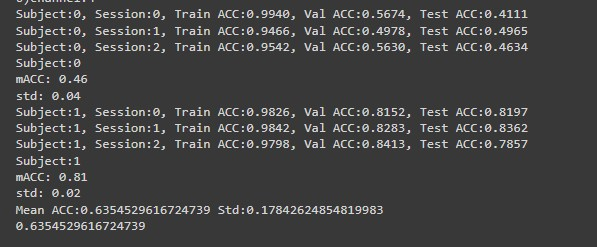 Subject:0, Session:0, Train ACC:0.9940, Val ACC:0.5674, Test ACC:0.4111
Subject:0, Session:1, Train ACC:0.9466, Val ACC:0.4978, Test ACC:0.4965
Subject:0, Session:2, Train ACC:0.9542, Val ACC:0.5630, Test ACC:0.4634
Subject:0
mACC: 0.46
std: 0.04
Subject:1, Session:0, Train ACC:0.9826, Val ACC:0.8152, Test ACC:0.8197
Subject:1, Session:1, Train ACC:0.9842, Val ACC:0.8283, Test ACC:0.8362
Subject:1, Session:2, Train ACC:0.9798, Val ACC:0.8413, Test ACC:0.7857
Subject:1
mACC: 0.81
std: 0.02
Mean ACC:0.6354529616724739 Std:0.17842624854819983
0.6354529616724739